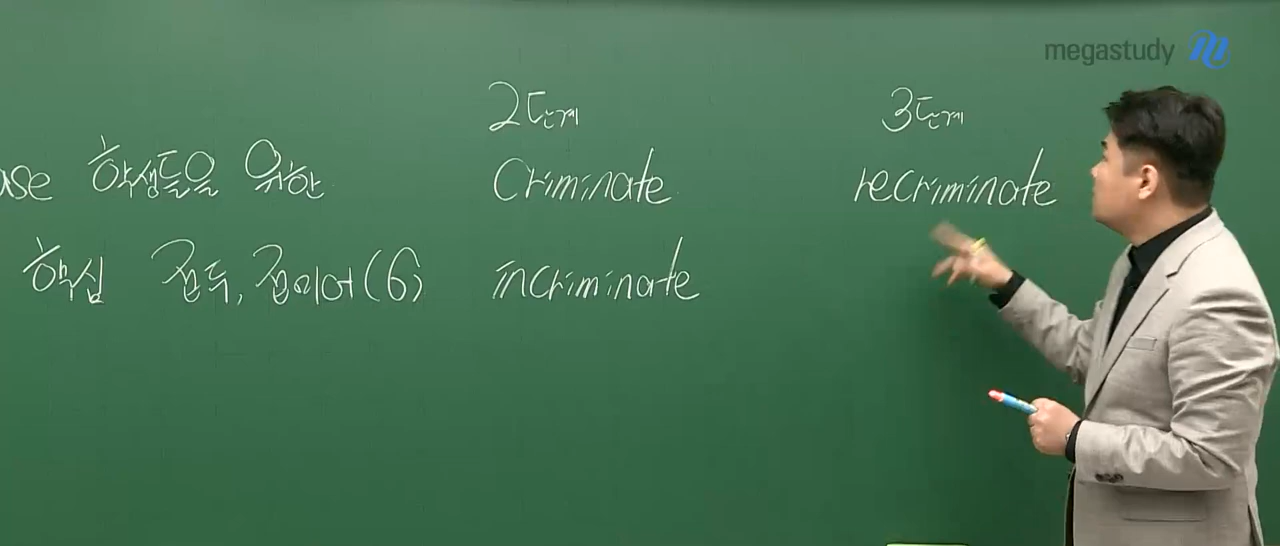 megastudy
2단계
3단계
학생들을 위한
criminate
recriminate
핵심 접두, 접미어(6)
incriminate